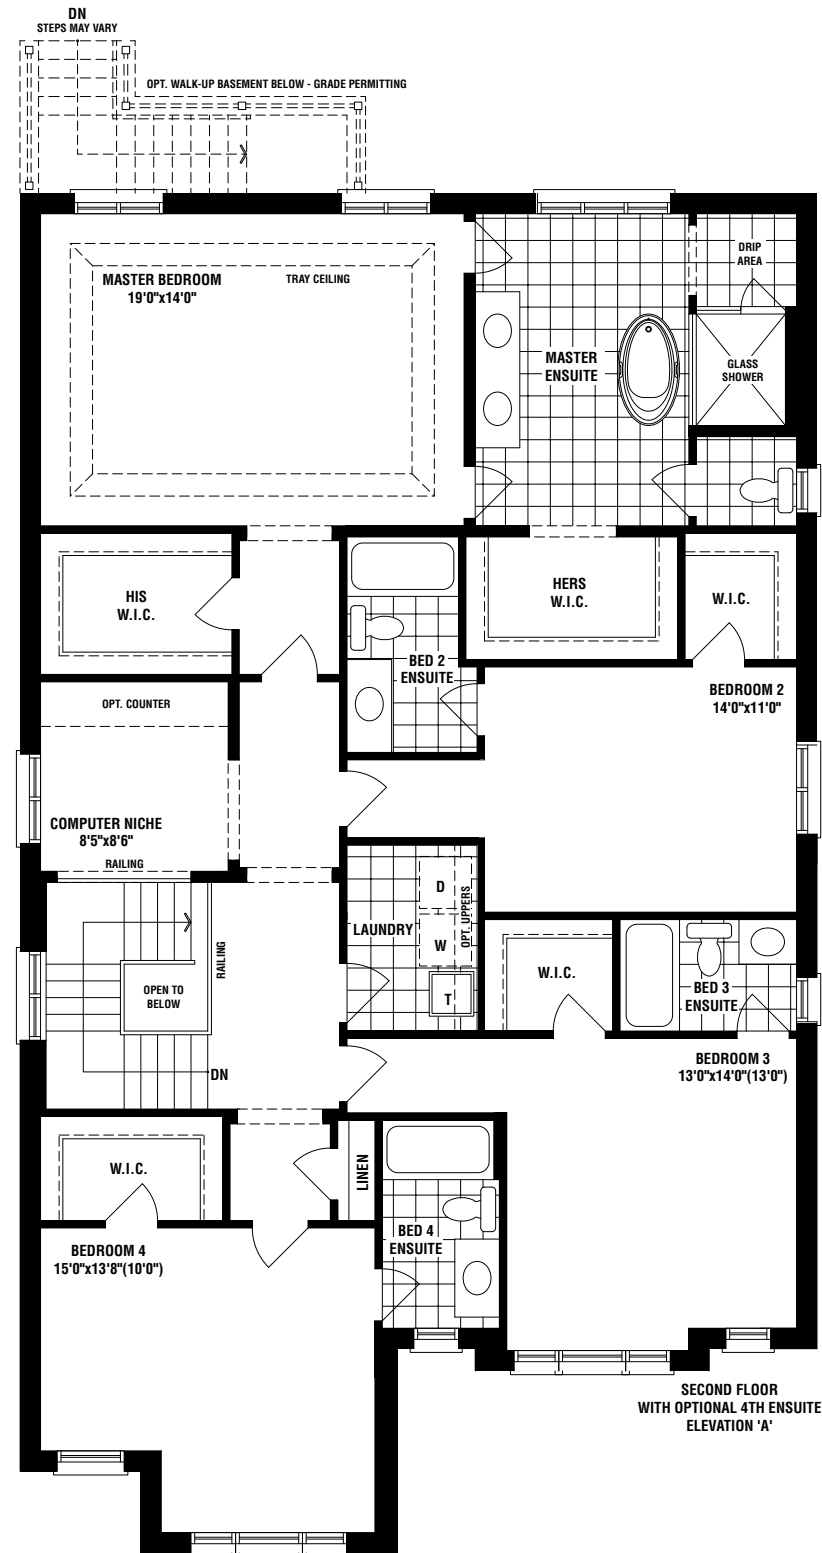 DN
STEPS MAY VARY
OPT. WALK-UP BASEMENT BELOW - GRADE PERMITTING
MASTER BEDROOM
19'0"x14'0"
TRAY CEILING
DRIP
AREA
MASTER
ENSUITE
GLASS
SHOWER
HIS
W.I.C.
HERS
W.I.C.
W.I.C.
BED 2
ENSUITE
BEDROOM 2
14'0"x11'0"
OPT. COUNTER
COMPUTER NICHE
8'5"x8'6"
RAILING
D
OPT. UPPERS
LAUNDRY
W
T
RAILING
OPEN TO
BELOW
W.I.C.
BED 3
ENSUITE
DN
BEDROOM 3
13'0"x14'0"(13'0")
W.I.C.
LINEN
BED 4
ENSUITE
BEDROOM 4
15'0"x13'8"(10'0")
SECOND FLOOR
WITH OPTIONAL 4TH ENSUITE
ELEVATION 'A'